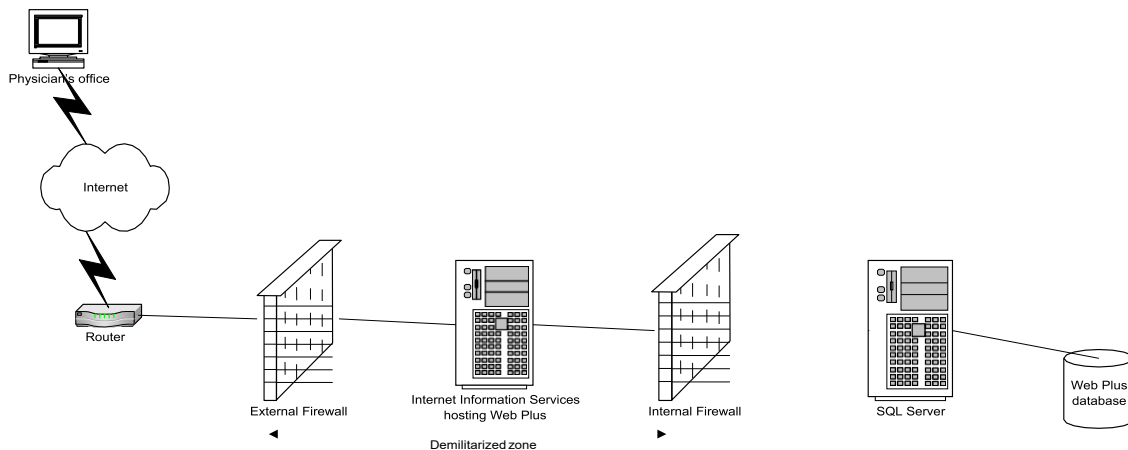 Physician's office
Internet
Router
External Firewall
Internet Information Services
hosting Web Plus
Internal Firewall
SQL Server
Web Plus
database
Demilitarized zone